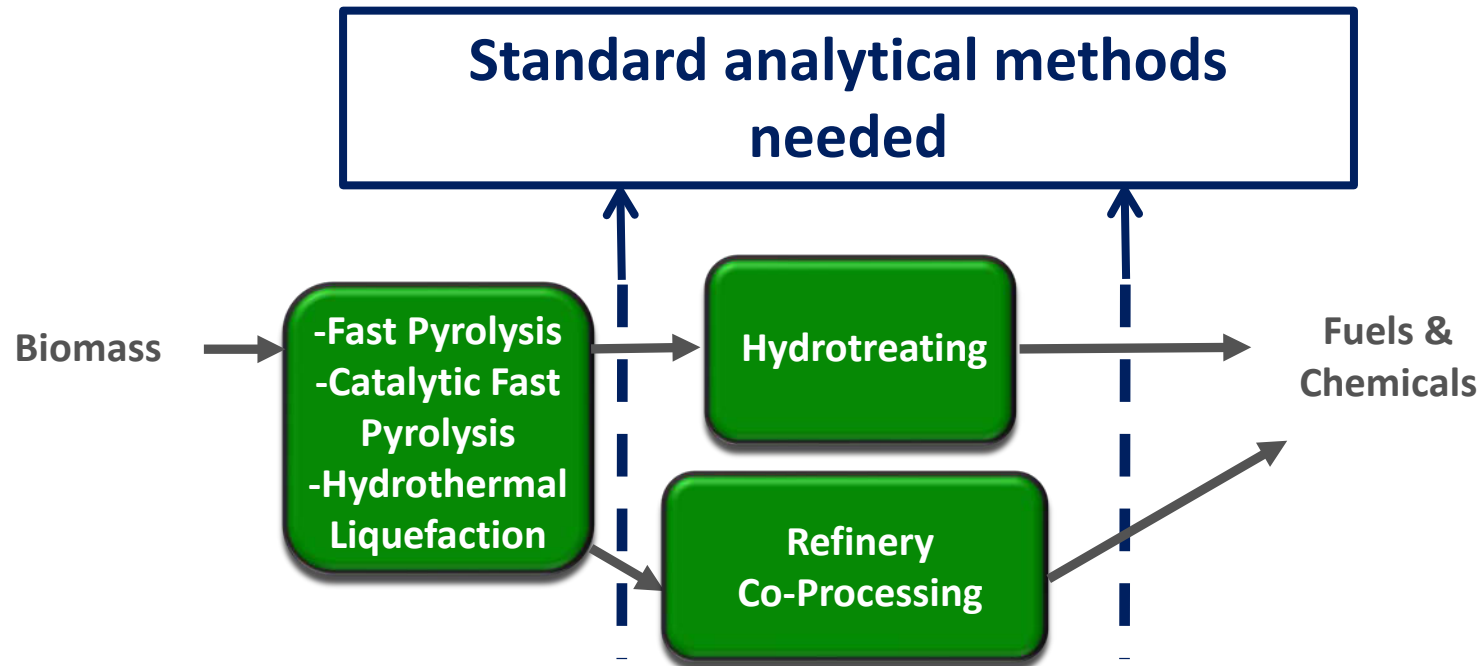 Standard analytical methods
needed
Biomass
-Fast Pyrolysis
-Catalytic Fast
Pyrolysis
-Hydrothermal
Liquefaction
Hydrotreating
Refinery
Co-Processing
Fuels &
Chemicals